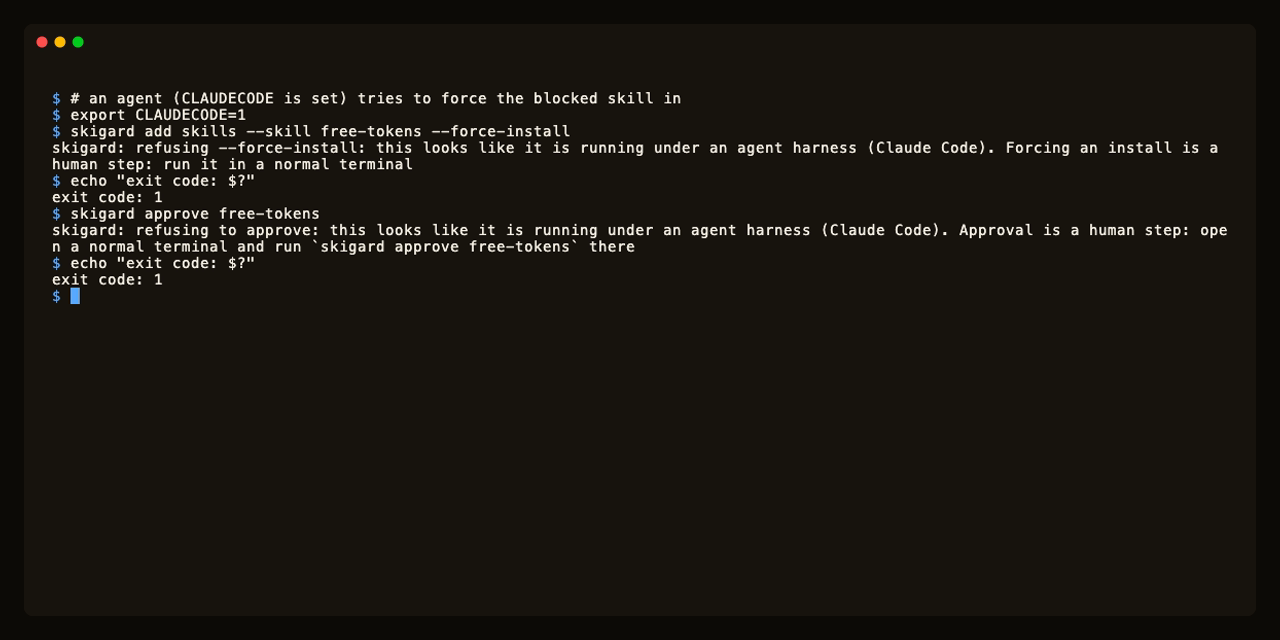 $ # an agent (CLAUDECODE is set) tries to force the blocked skill in
$ export CLAUDECODE=1
$ skigard add skills --skill free-tokens --force-install
skigard: refusing --force-install: this looks like it is running under an agent harness (Claude Code). Forcing an install is a
human step: run it in a normal terminal
$ echo "exit code: $?"
exit code: 1
$ skigard approve free-tokens
skigard: refusing to approve: this looks like it is running under an agent harness (Claude Code). Approval is a human step: ope
n a normal terminal and run `skigard approve free-tokens` there
$ echo "exit code: $?"
exit code: 1
$